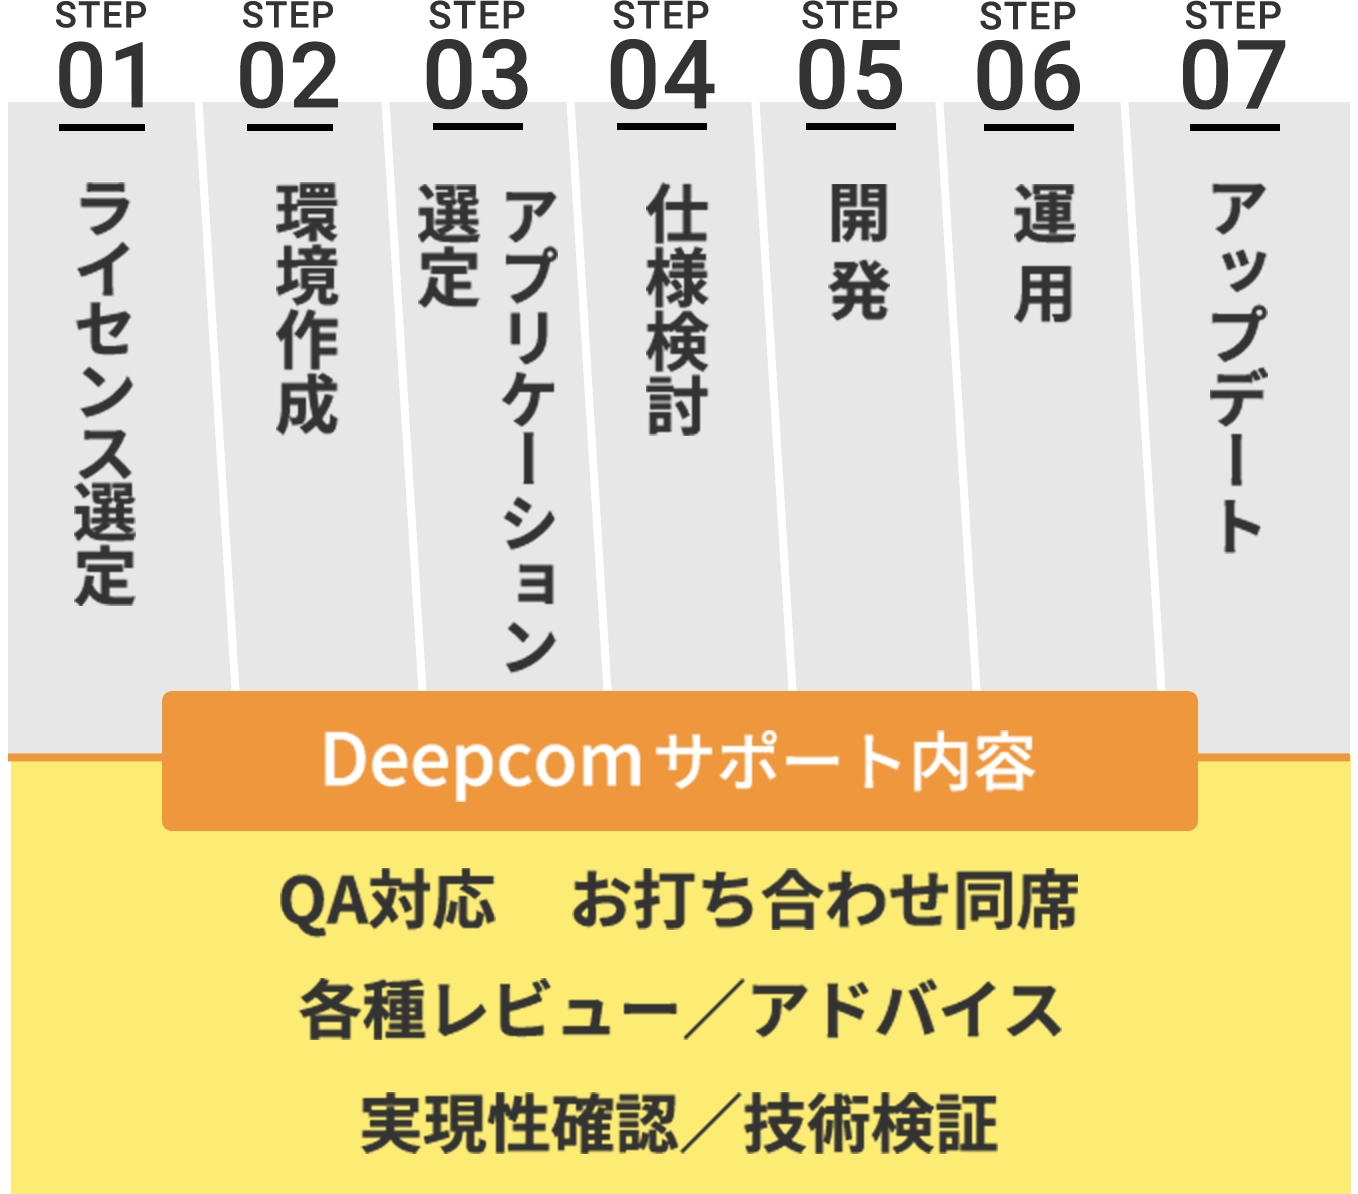 STEP
01
ライセンス選定
STEP
02
環境作成
STEP
03
アプリケーション
選定
STEP
04
仕様検討
STEP
05
開発
STEP
06
運用
STEP
07
アップデート
Deepcomサポート内容
QA対応　お打ち合わせ同席
各種レビュー／アドバイス
実現性確認／技術検証